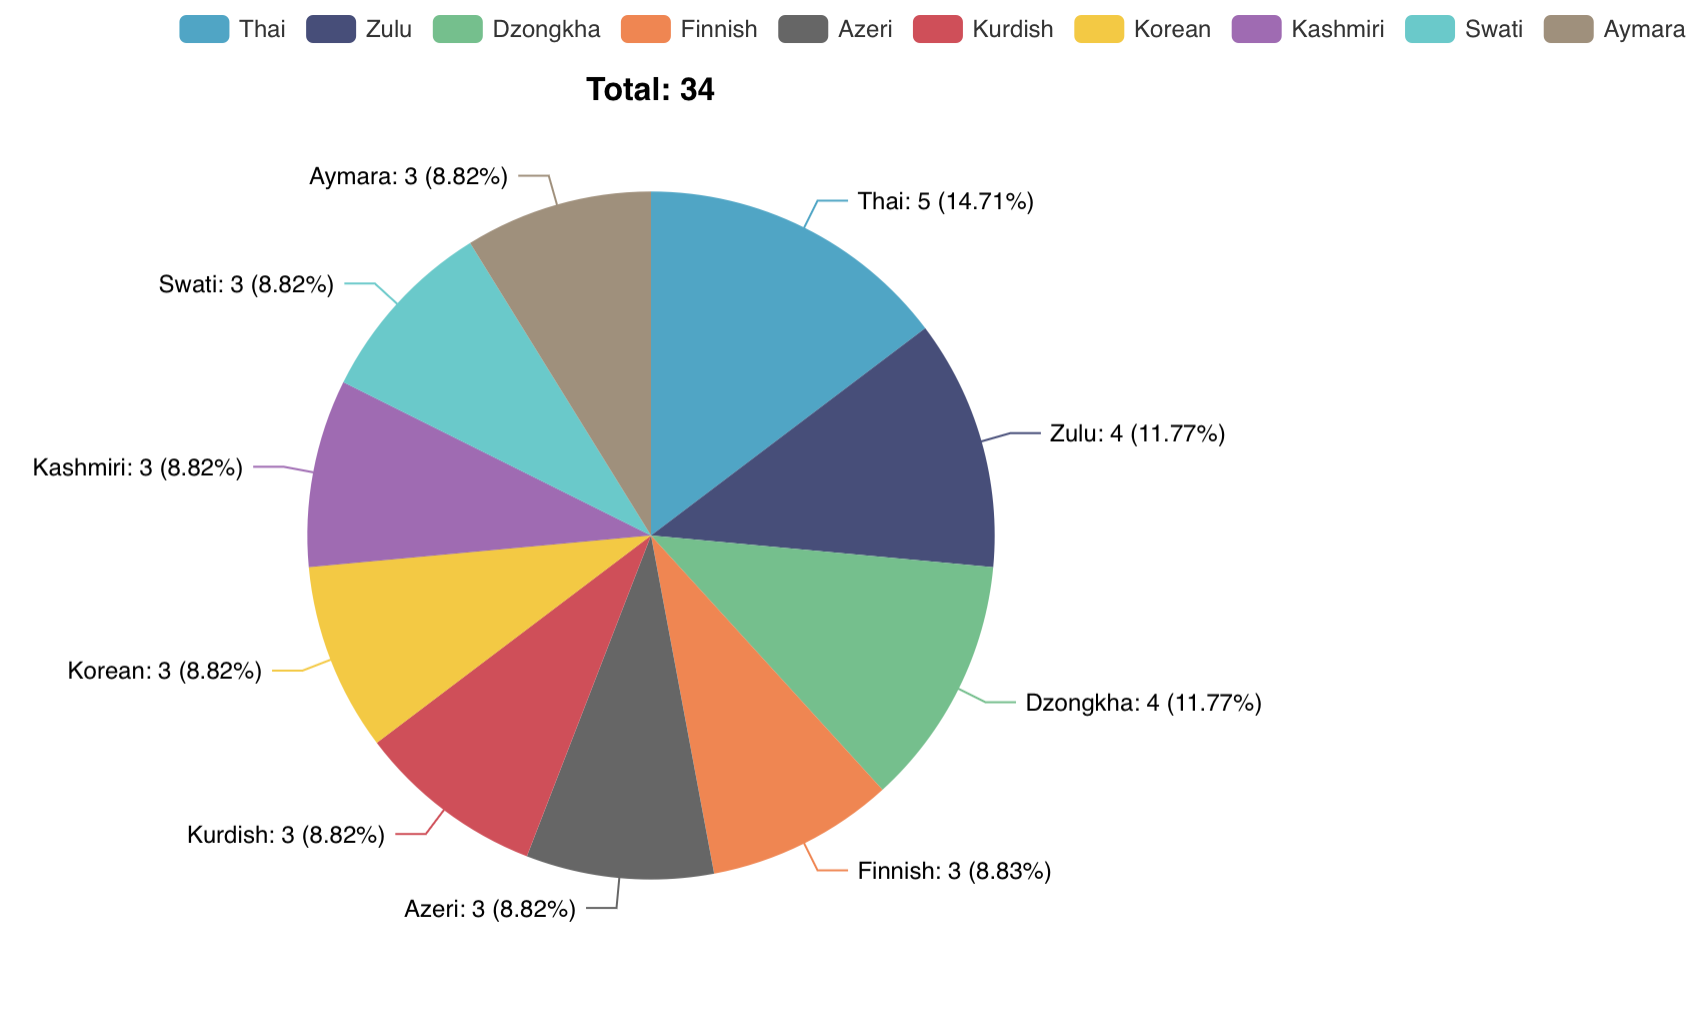 Thai Zulu Dzongkha Finnish Azeri Kurdish Korean Kashmiri Swati Aymara
Total: 34
Aymara: 3 (8.82%)
Thai: 5 (14.71%)
Swati: 3 (8.82%)
Zulu: 4 (11.77%)
Kashmiri: 3 (8.82%)
Korean: 3 (8.82%)
Dzongkha: 4 (11.77%)
Kurdish: 3 (8.82%)
Finnish: 3 (8.83%)
Azeri: 3 (8.82%)